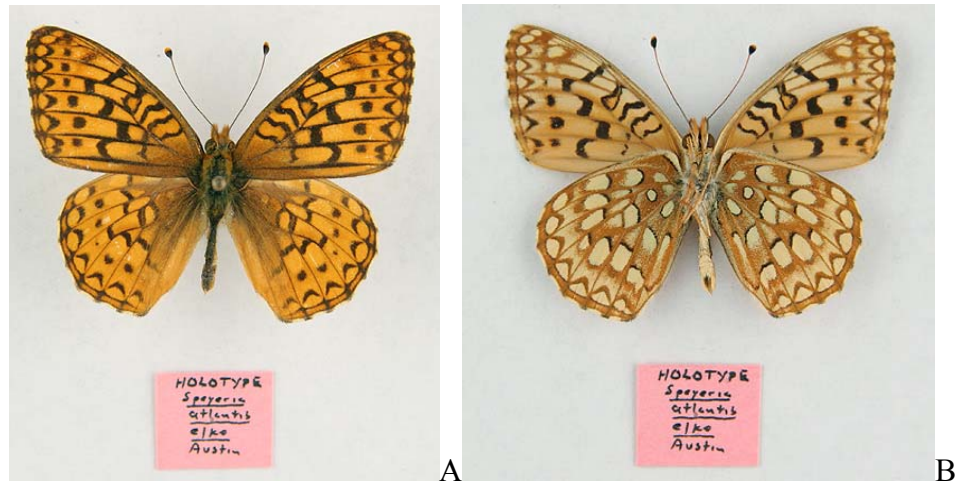 HOLOTYPE
Speyeria
atlantis
elko
Austin
A
HOLOTYPE
Speyeria
atlantis
elko
Austin
B